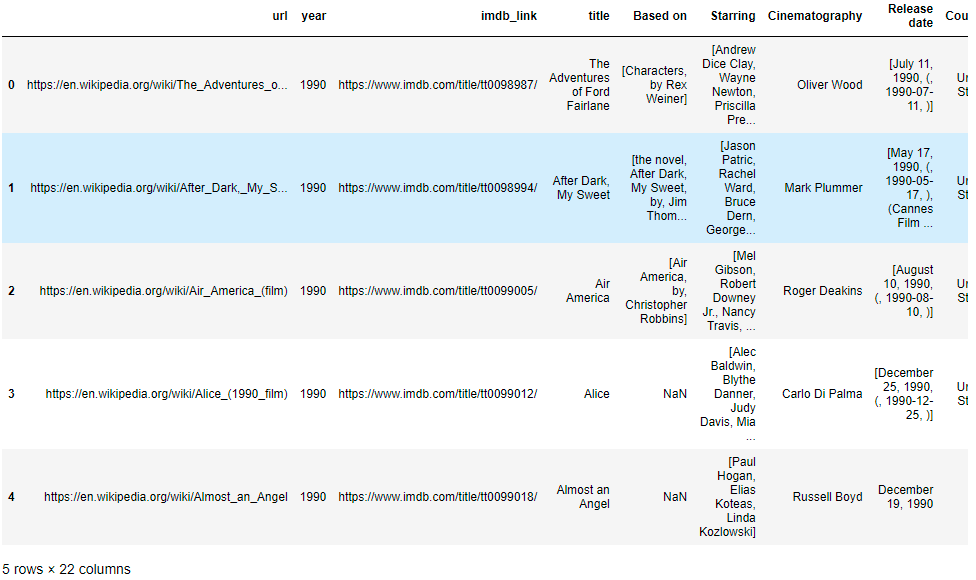 url year imdb_link title Based on Starring Cinematography Release date Cou
0 https://en.wikipedia.org/wiki/The_Adventures_o... 1990 https://www.imdb.com/title/tt0098987/ The Adventures of Ford Fairlane [Characters, by Rex Weiner] [Andrew Dice Clay, Wayne Newton, Priscilla Pre... Oliver Wood [July 11, 1990, (, 1990-07-11, )] Un St
1 https://en.wikipedia.org/wiki/After_Dark,_My_S... 1990 https://www.imdb.com/title/tt0098994/ After Dark, My Sweet [the novel, After Dark, My Sweet, by, Jim Thom... [Jason Patric, Rachel Ward, Bruce Dern, George... Mark Plummer [May 17, 1990, (, 1990-05-17, ), (Cannes Film ... Un St
2 https://en.wikipedia.org/wiki/Air_America_(film) 1990 https://www.imdb.com/title/tt0099005/ Air America [Air America, by, Christopher Robbins] [Mel Gibson, Robert Downey Jr., Nancy Travis, ... Roger Deakins [August 10, 1990, (, 1990-08-10, )] Un St
3 https://en.wikipedia.org/wiki/Alice_(1990_film) 1990 https://www.imdb.com/title/tt0099012/ Alice NaN [Alec Baldwin, Blythe Danner, Judy Davis, Mia ... Carlo Di Palma [December 25, 1990, (, 1990-12-25, )] Un St
4 https://en.wikipedia.org/wiki/Almost_an_Angel 1990 https://www.imdb.com/title/tt0099018/ Almost an Angel NaN [Paul Hogan, Elias Koteas, Linda Kozlowski] Russell Boyd December 19, 1990
5 rows × 22 columns